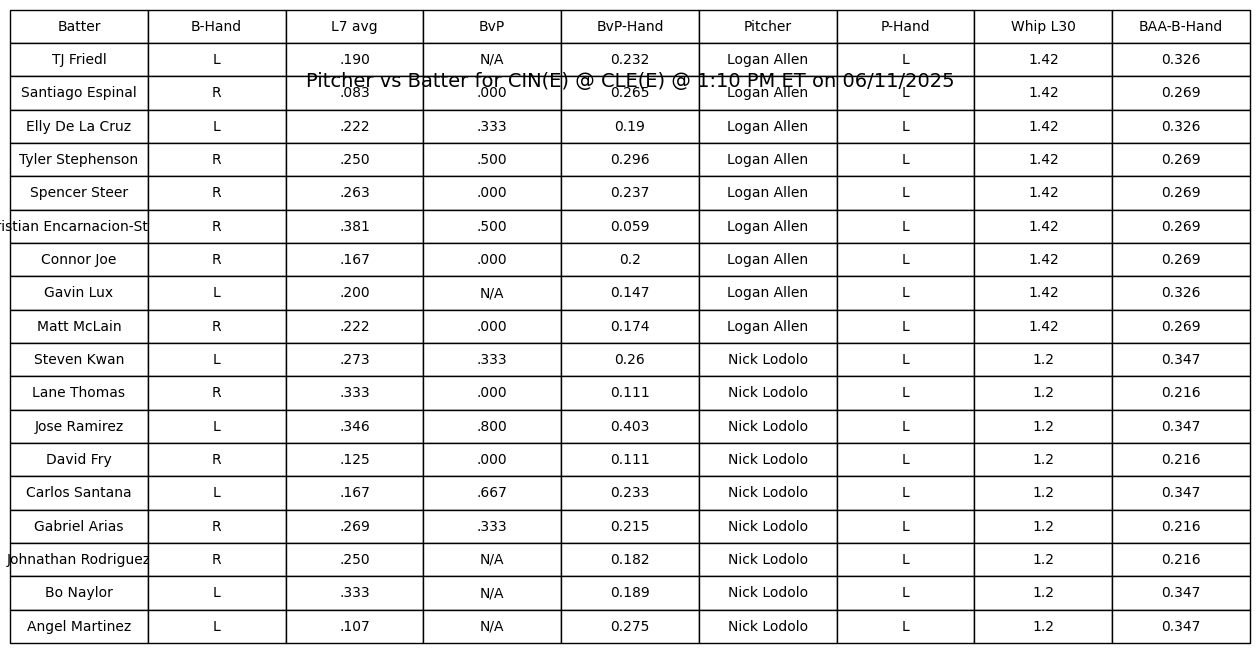 Batter B-Hand L7 avg BvP BvP-Hand Pitcher P-Hand Whip L30 BAA-B-Hand
TJ Friedl L .190 N/A 0.232 Logan Allen L 1.42 0.326
Pitcher vs Batter for CIN(E) @ CLE(E) @ 1:10 PM ET on 06/11/2025
Santiago Espinal R .083 .000 0.265 Logan Allen L 1.42 0.269
Elly De La Cruz L .222 .333 0.19 Logan Allen L 1.42 0.326
Tyler Stephenson R .250 .500 0.296 Logan Allen L 1.42 0.269
Spencer Steer R .263 .000 0.237 Logan Allen L 1.42 0.269
istian Encarnacion-St R .381 .500 0.059 Logan Allen L 1.42 0.269
Connor Joe R .167 .000 0.2 Logan Allen L 1.42 0.269
Gavin Lux L .200 N/A 0.147 Logan Allen L 1.42 0.326
Matt McLain R .222 .000 0.174 Logan Allen L 1.42 0.269
Steven Kwan L .273 .333 0.26 Nick Lodolo L 1.2 0.347
Lane Thomas R .333 .000 0.111 Nick Lodolo L 1.2 0.216
Jose Ramirez L .346 .800 0.403 Nick Lodolo L 1.2 0.347
David Fry R .125 .000 0.111 Nick Lodolo L 1.2 0.216
Carlos Santana L .167 .667 0.233 Nick Lodolo L 1.2 0.347
Gabriel Arias R .269 .333 0.215 Nick Lodolo L 1.2 0.216
Johnathan Rodriguez R .250 N/A 0.182 Nick Lodolo L 1.2 0.216
Bo Naylor L .333 N/A 0.189 Nick Lodolo L 1.2 0.347
Angel Martinez L .107 N/A 0.275 Nick Lodolo L 1.2 0.347